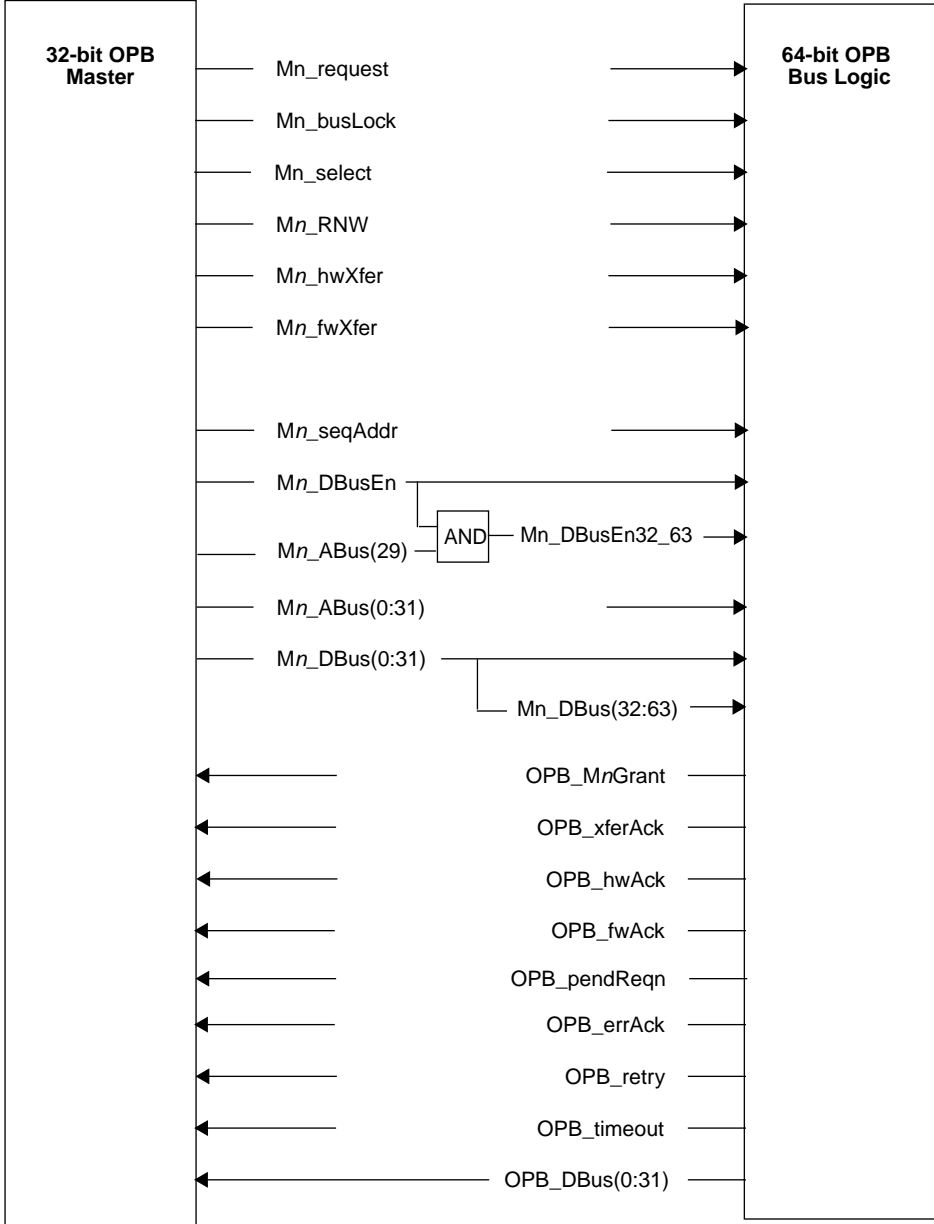 32-bit OPB
Master
64-bit OPB
Bus Logic
Mn_request
Mn_busLock
Mn_select
Mn_RNW
Mn_hwXfer
Mn_fwXfer
Mn_seqAddr
Mn_DBusEn
AND
Mn_DBusEn32_63
Mn_ABus(29)
Mn_ABus(0:31)
Mn_DBus(0:31)
Mn_DBus(32:63)
OPB_MnGrant
OPB_xferAck
OPB_hwAck
OPB_fwAck
OPB_pendReqn
OPB_errAck
OPB_retry
OPB_timeout
OPB_DBus(0:31)